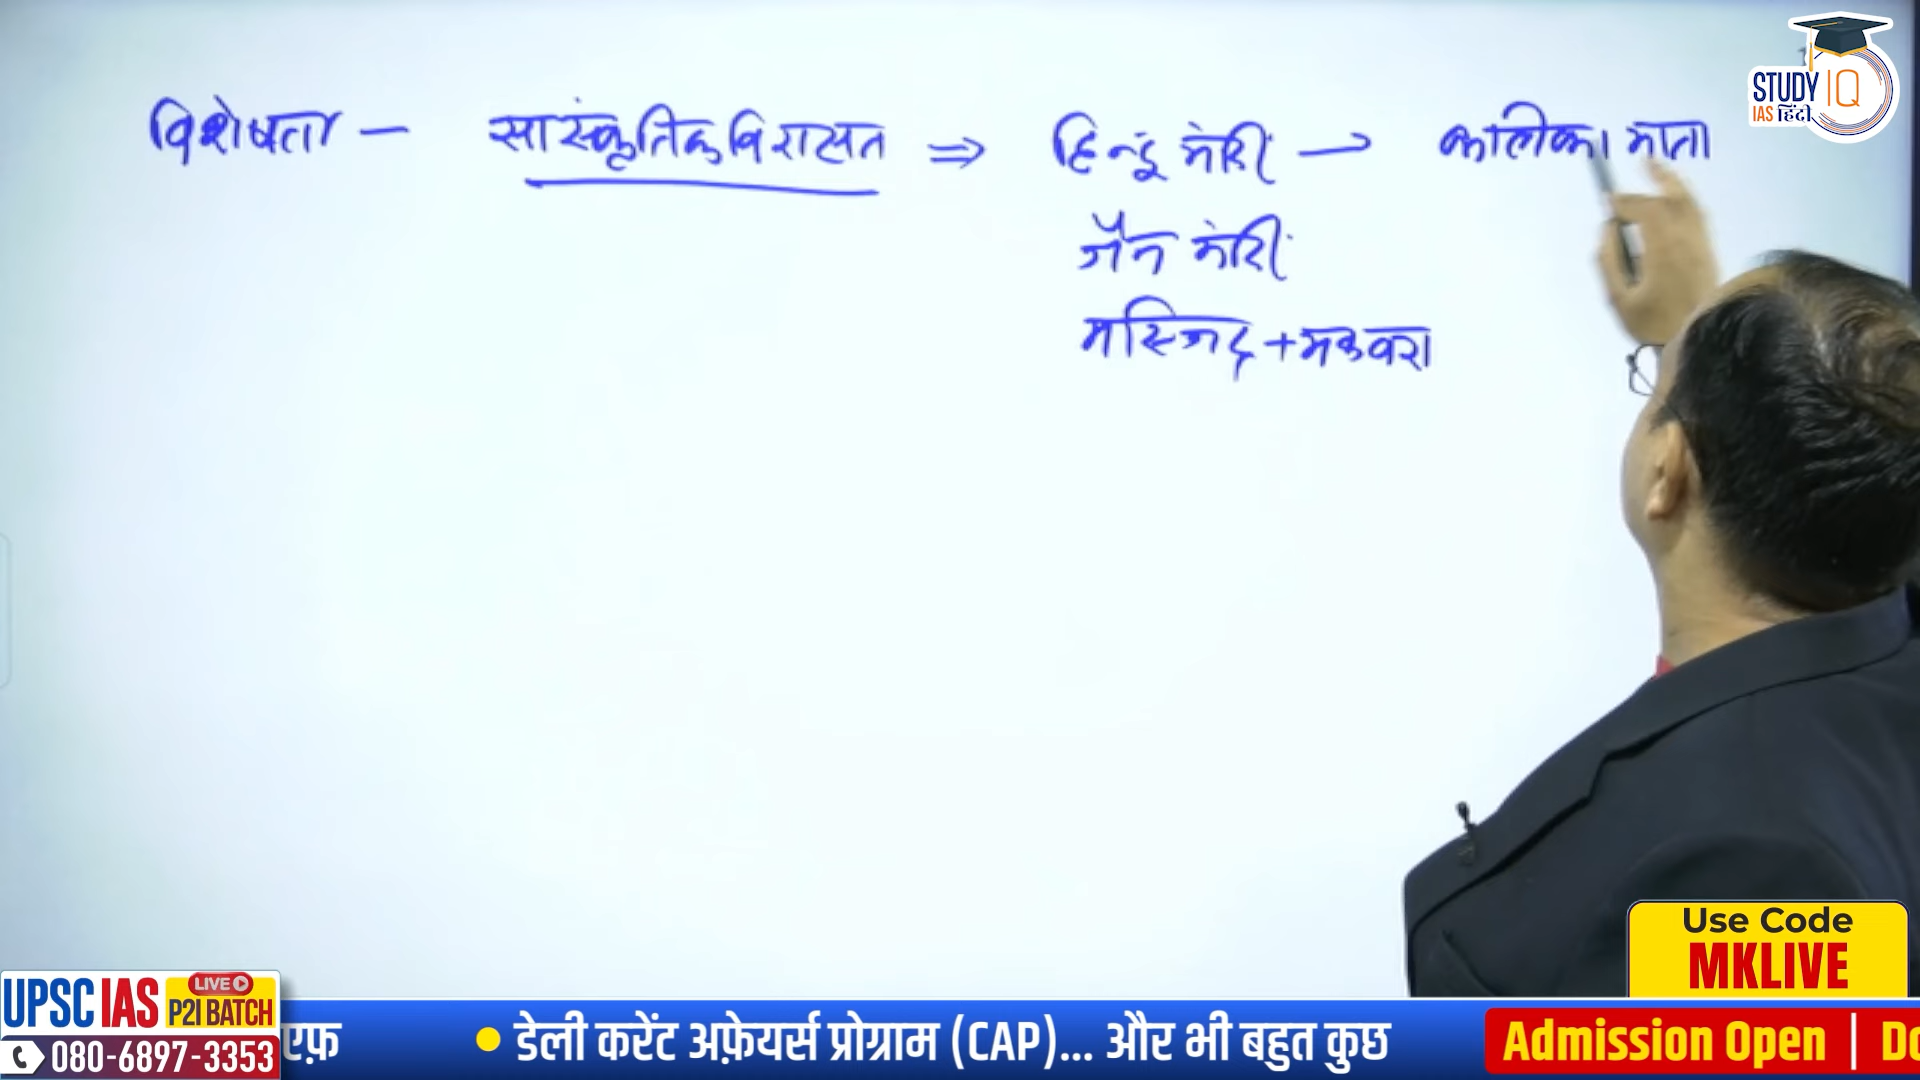 STUDY IQ
IAS हिंदी
विशेषता – सांस्कृतिक विरासत ⇒ हिन्दू मंदिर → कालिका माता
जैन मंदिर
मस्जिद + मकबरा
Use Code
MKLIVE
UPSC IAS LIVE P2I BATCH
080-6897-3353
एफ़ • डेली करेंट अफ़ेयर्स प्रोग्राम (CAP)... और भी बहुत कुछ
Admission Open | Do